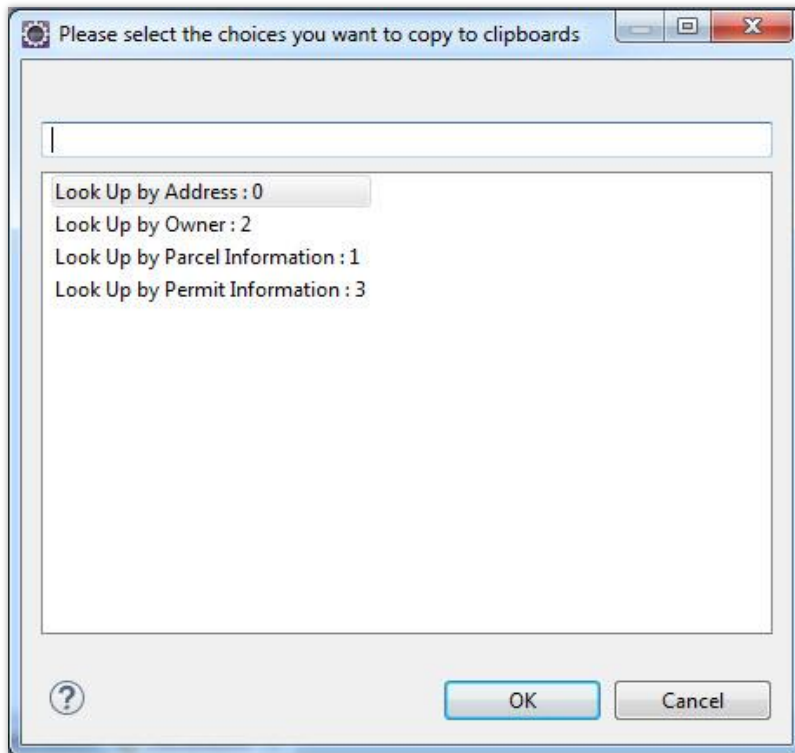 Please select the choices you want to copy to clipboards
Look Up by Address : 0
Look Up by Owner : 2
Look Up by Parcel Information : 1
Look Up by Permit Information : 3
?
OK
Cancel